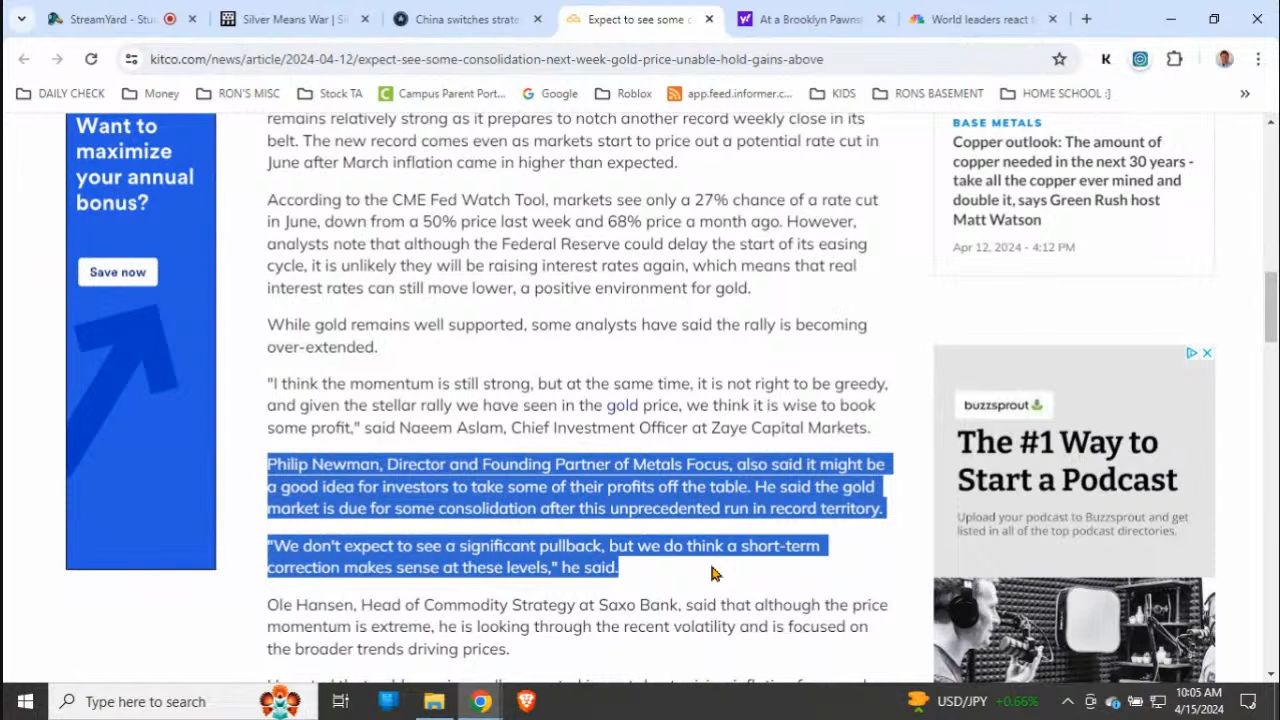 StreamYard - Stu
Silver Means War | Si
China switches strate
Expect to see some c
At a Brooklyn Pawns
World leaders react t
kitco.com/news/article/2024-04-12/expect-see-some-consolidation-next-week-gold-price-unable-hold-gains-above
K
DAILY CHECK
Money
RON'S MISC
Stock TA
Campus Parent Port...
Google
Roblox
app.feed.informer.c...
KIDS
RONS BASEMENT
HOME SCHOOL :]
»
Want to
maximize
your annual
bonus?
Save now
remains relatively strong as it prepares to notch another record weekly close in its
belt. The new record comes even as markets start to price out a potential rate cut in
June after March inflation came in higher than expected.
According to the CME Fed Watch Tool, markets see only a 27% chance of a rate cut
in June, down from a 50% price last week and 68% price a month ago. However,
analysts note that although the Federal Reserve could delay the start of its easing
cycle, it is unlikely they will be raising interest rates again, which means that real
interest rates can still move lower, a positive environment for gold.
While gold remains well supported, some analysts have said the rally is becoming
over-extended.
"I think the momentum is still strong, but at the same time, it is not right to be greedy,
and given the stellar rally we have seen in the gold price, we think it is wise to book
some profit," said Naeem Aslam, Chief Investment Officer at Zaye Capital Markets.
Philip Newman, Director and Founding Partner of Metals Focus, also said it might be
a good idea for investors to take some of their profits off the table. He said the gold
market is due for some consolidation after this unprecedented run in record territory.
"We don't expect to see a significant pullback, but we do think a short-term
correction makes sense at these levels," he said.
Ole Hansen, Head of Commodity Strategy at Saxo Bank, said that although the price
momentum is extreme, he is looking through the recent volatility and is focused on
the broader trends driving prices.
BASE METALS
Copper outlook: The amount of
copper needed in the next 30 years -
take all the copper ever mined and
double it, says Green Rush host
Matt Watson
Apr 12, 2024 - 4:12 PM
buzzsprout
The #1 Way to
Start a Podcast
Upload your podcast to Buzzsprout and get
listed in all of the top podcast directories.
Type here to search
USD/JPY +0.66%
10:05 AM
4/15/2024